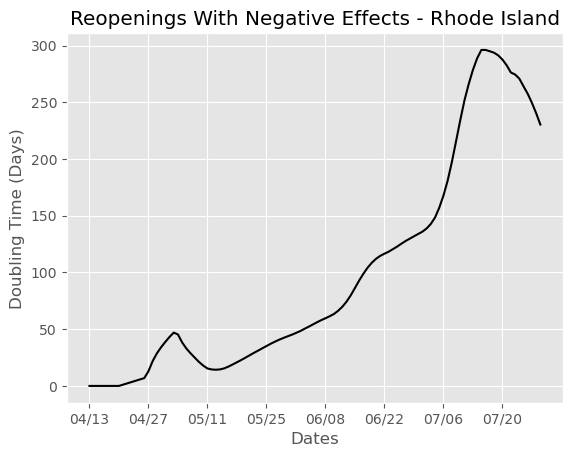 Reopenings With Negative Effects - Rhode Island
Doubling Time (Days)
300
250
200
150
100
50
0
04/13 04/27 05/11 05/25 06/08 06/22 07/06 07/20
Dates